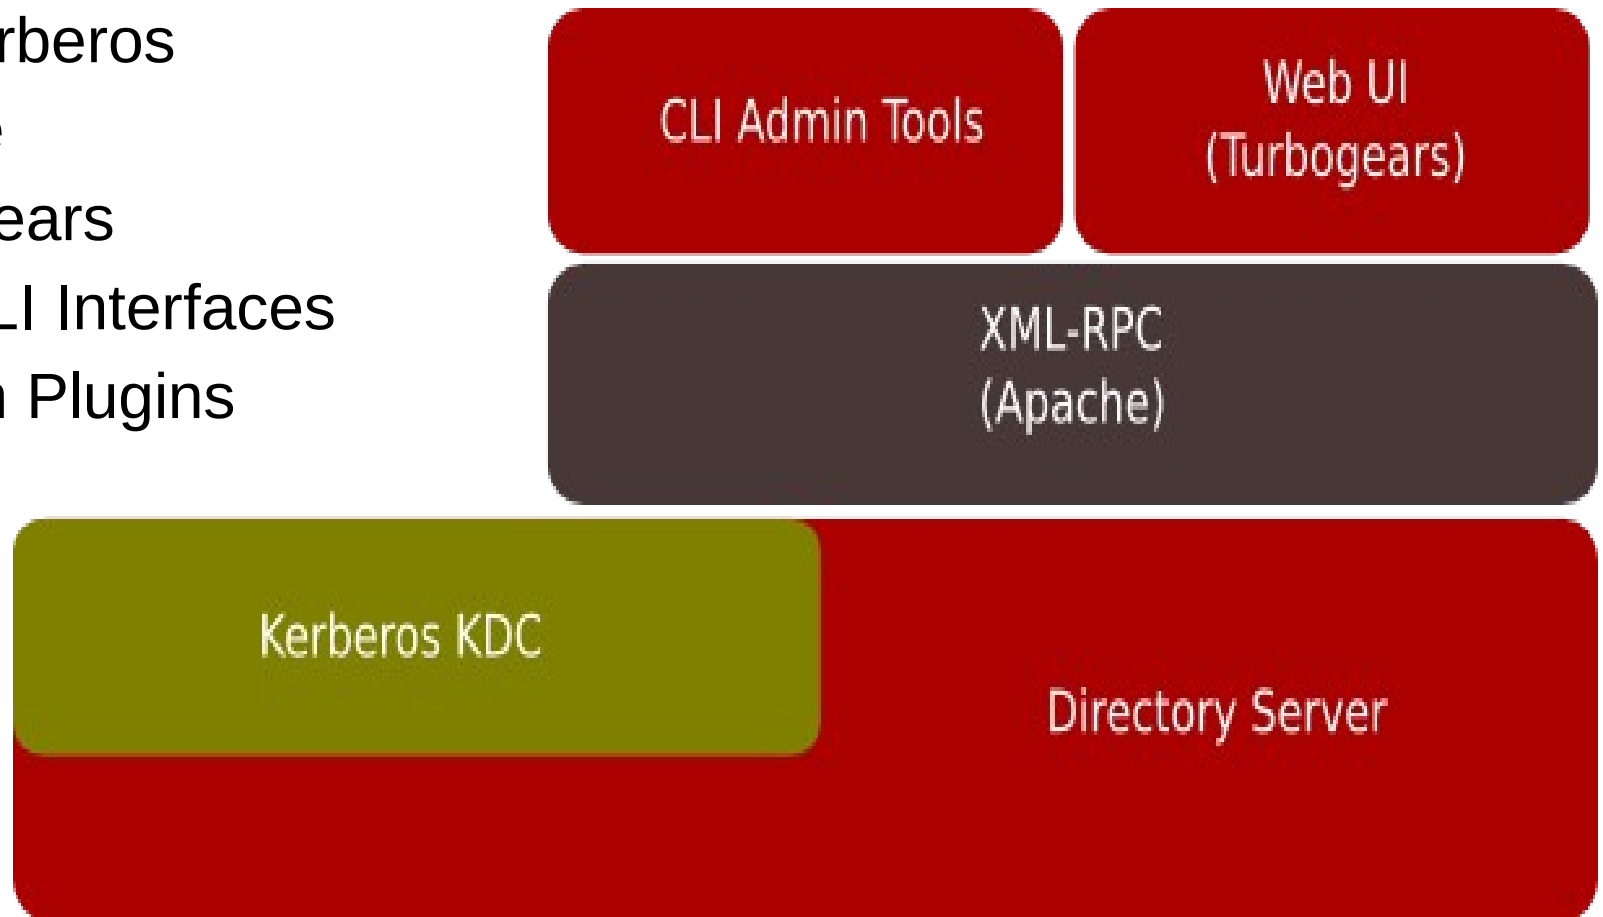 rberos
e
ears
LI Interfaces
n Plugins
CLI Admin Tools
Web UI
(Turbogears)
XML-RPC
(Apache)
Kerberos KDC
Directory Server